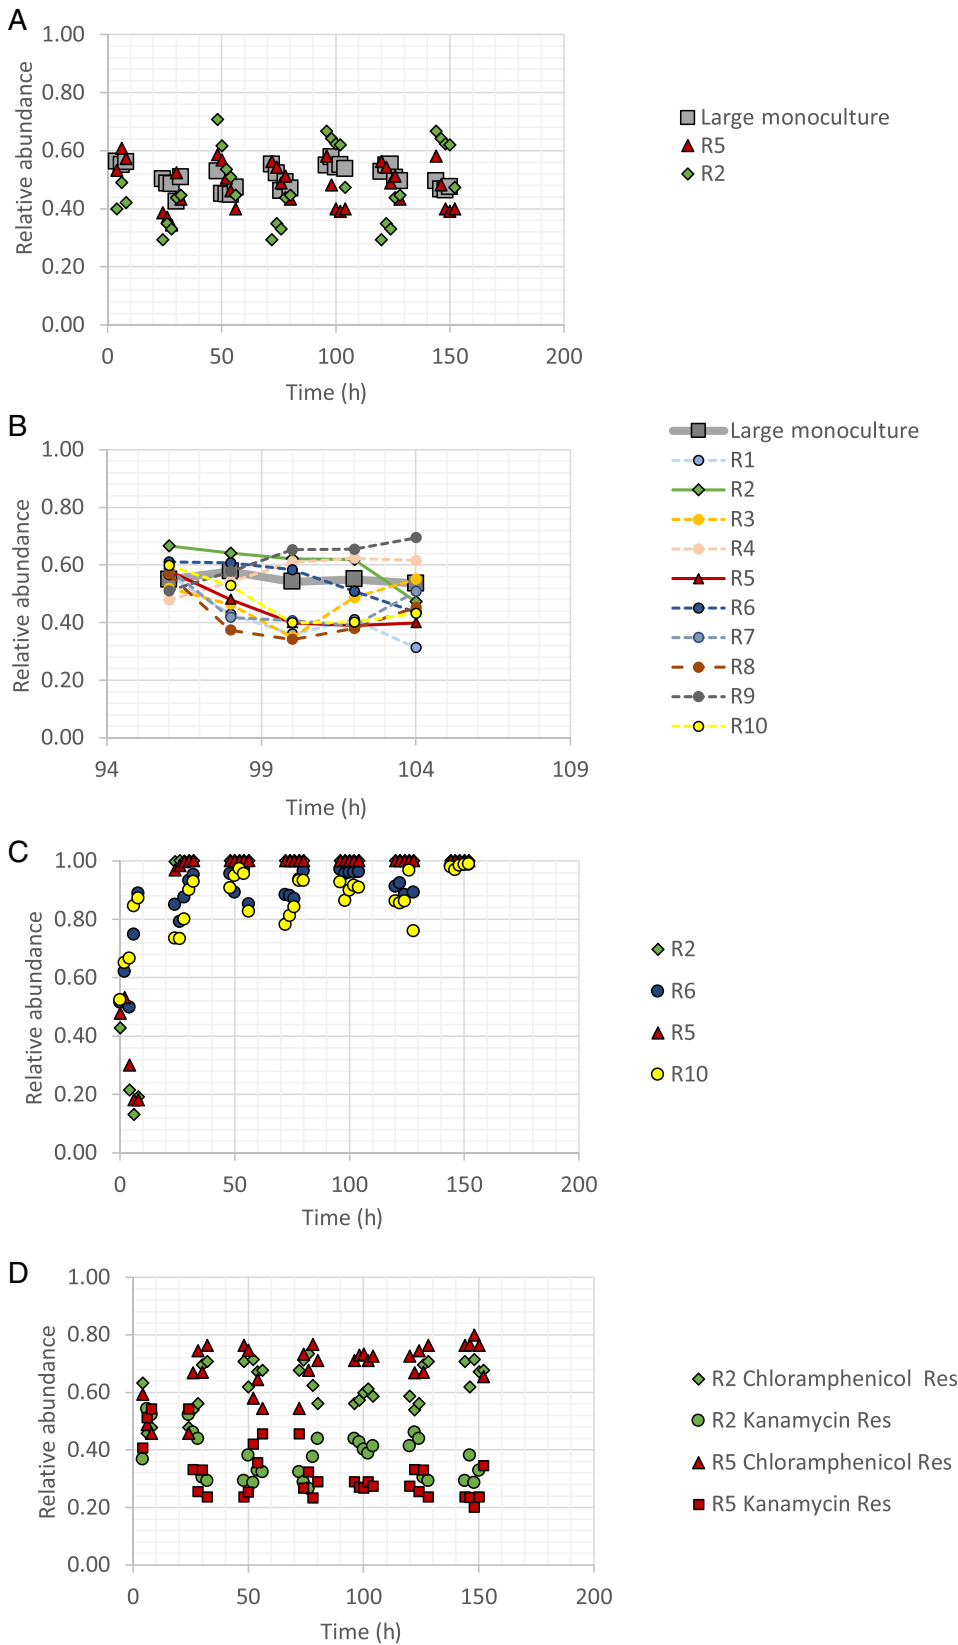 A
1.00
0.80
0.60
0.40
0.20
0.00
Relative abundance
0 50 100 150 200
Time (h)
Large monoculture
R5
R2
B
1.00
0.80
0.60
0.40
0.20
0.00
Relative abundance
94 99 104 109
Time (h)
Large monoculture
R1
R2
R3
R4
R5
R6
R7
R8
R9
R10
C
1.00
0.80
0.60
0.40
0.20
0.00
Relative abundance
0 50 100 150 200
Time (h)
R2
R6
R5
R10
D
1.00
0.80
0.60
0.40
0.20
0.00
Relative abundance
0 50 100 150 200
Time (h)
R2 Chloramphenicol Res
R2 Kanamycin Res
R5 Chloramphenicol Res
R5 Kanamycin Res